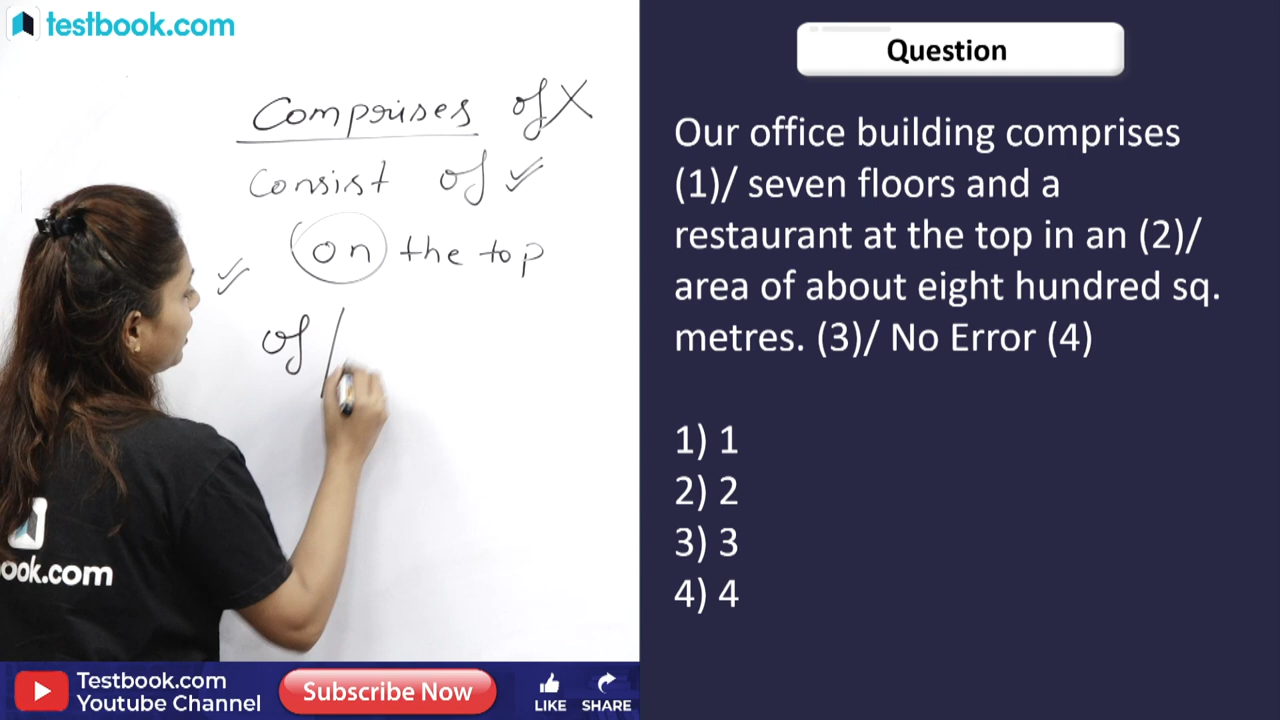 testbook.com
Comprises of X
Consist of ✓
on the top
of /
ook.com
Question
Our office building comprises
(1)/ seven floors and a
restaurant at the top in an (2)/
area of about eight hundred sq.
metres. (3)/ No Error (4)
1) 1
2) 2
3) 3
4) 4
Testbook.com
Youtube Channel
Subscribe Now
LIKE
SHARE